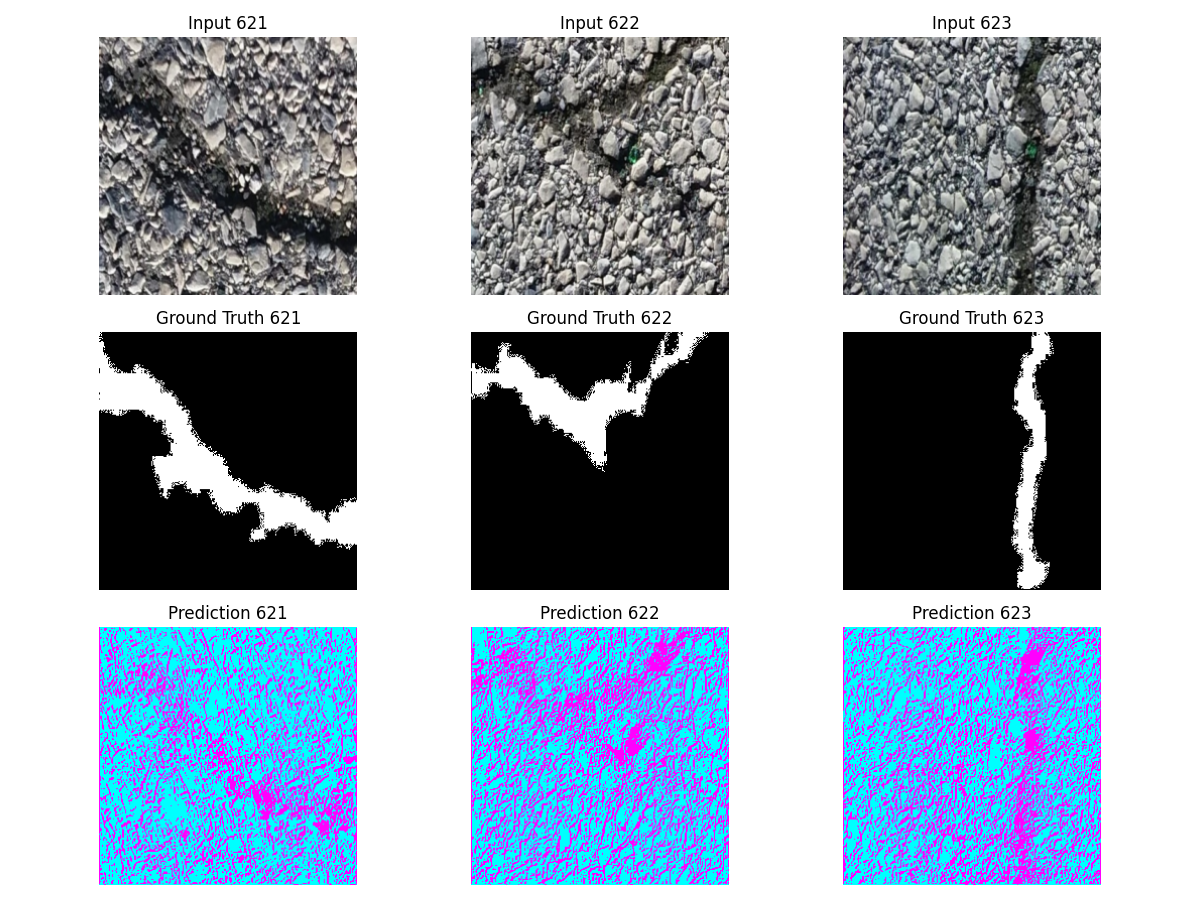 Input 621
Input 622
Input 623
Ground Truth 621
Ground Truth 622
Ground Truth 623
Prediction 621
Prediction 622
Prediction 623